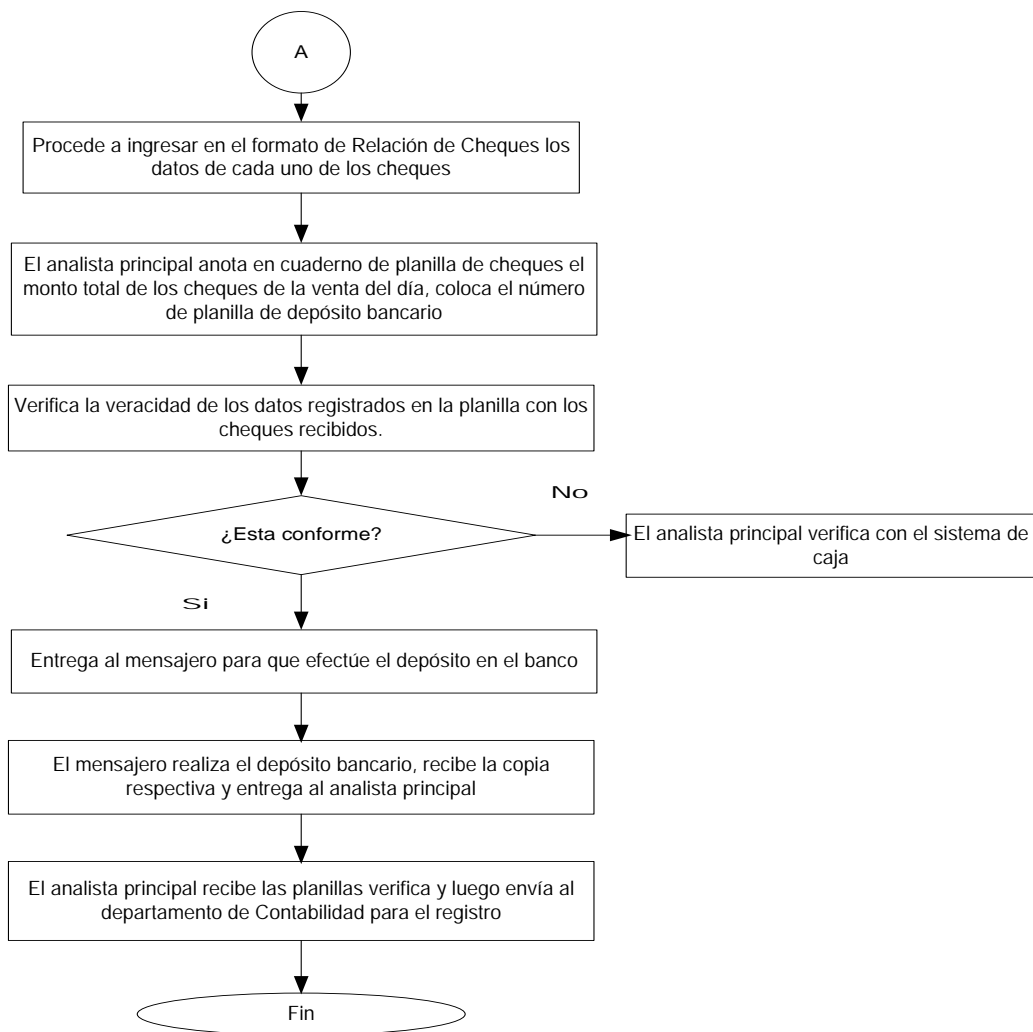 A
Procede a ingresar en el formato de Relación de Cheques los
datos de cada uno de los cheques
El analista principal anota en cuaderno de planilla de cheques el
monto total de los cheques de la venta del día, coloca el número
de planilla de depósito bancario
Verifica la veracidad de los datos registrados en la planilla con los
cheques recibidos.
¿Esta conforme?
No
El analista principal verifica con el sistema de
caja
Si
Entrega al mensajero para que efectúe el depósito en el banco
El mensajero realiza el depósito bancario, recibe la copia
respectiva y entrega al analista principal
El analista principal recibe las planillas verifica y luego envía al
departamento de Contabilidad para el registro
Fin